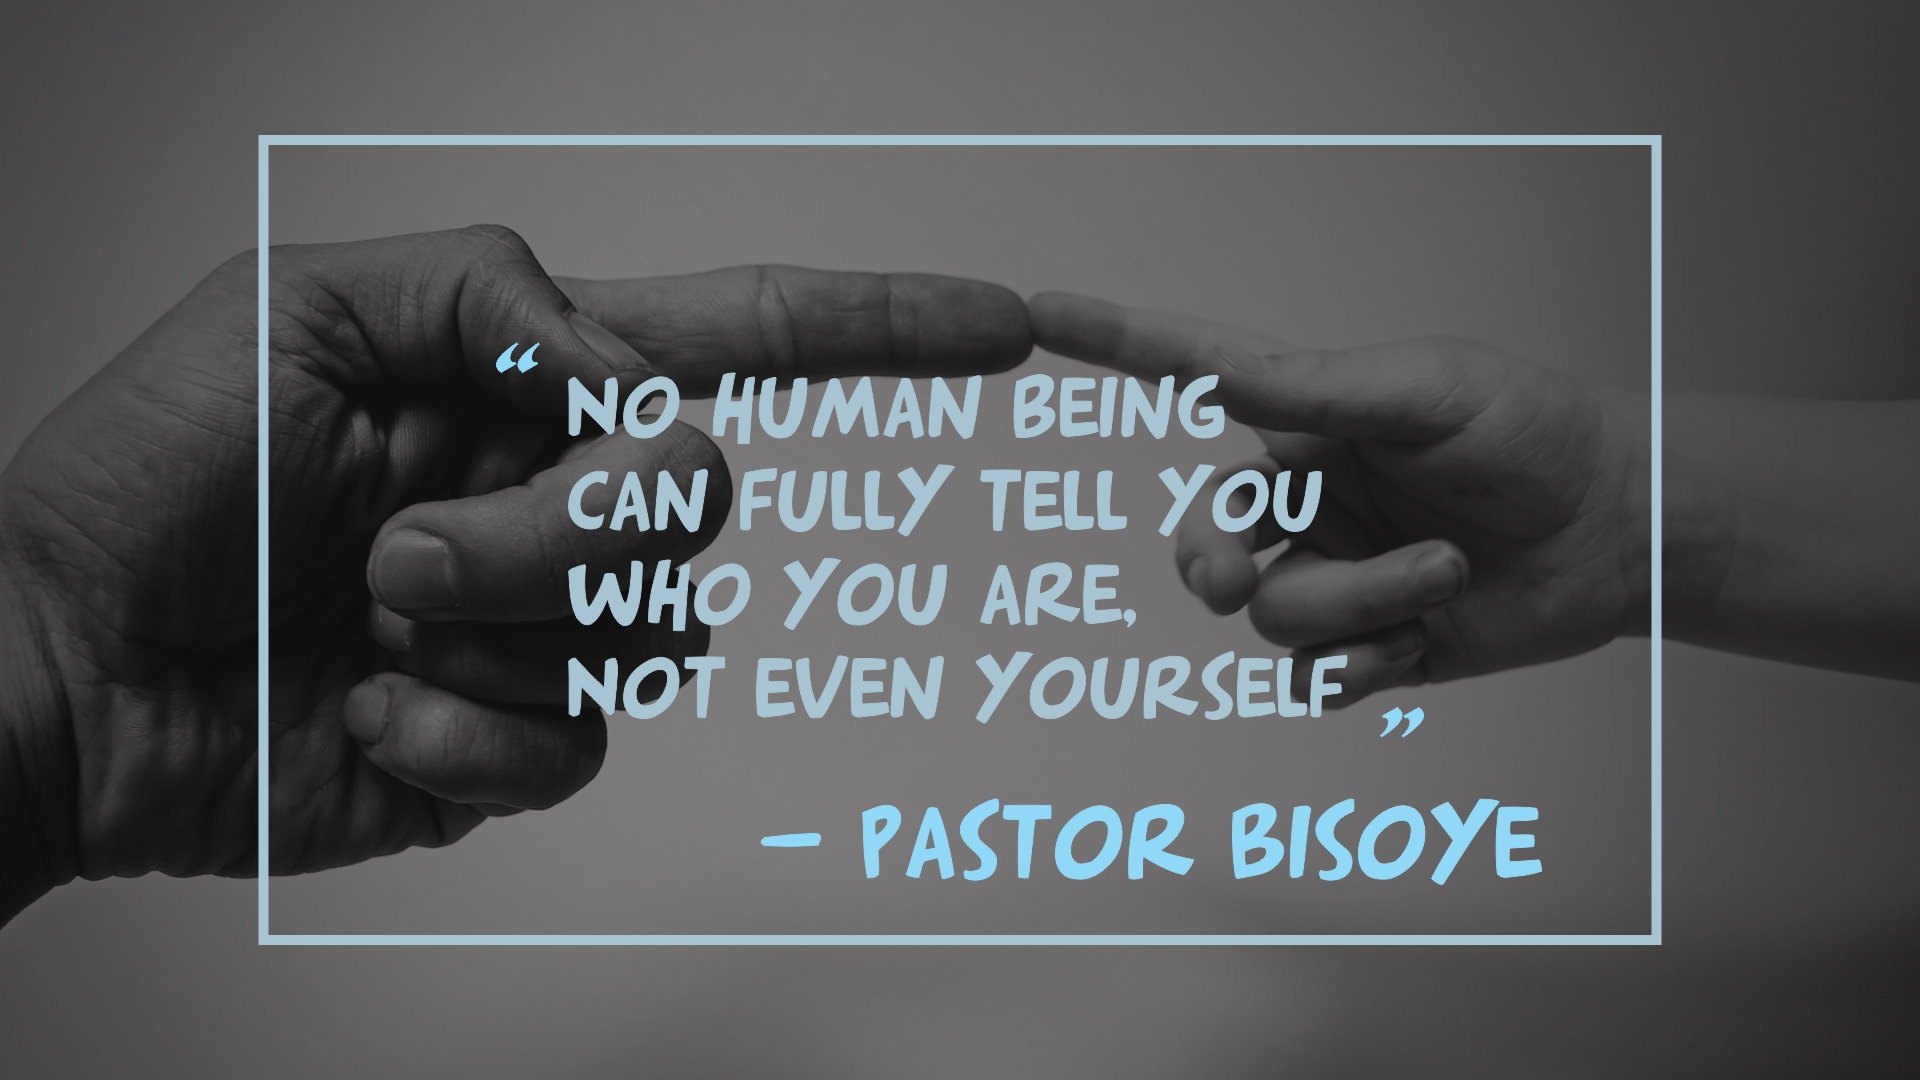 “ NO HUMAN BEING
CAN FULLY TELL YOU
WHO YOU ARE,
NOT EVEN YOURSELF ”
– PASTOR BISOYE